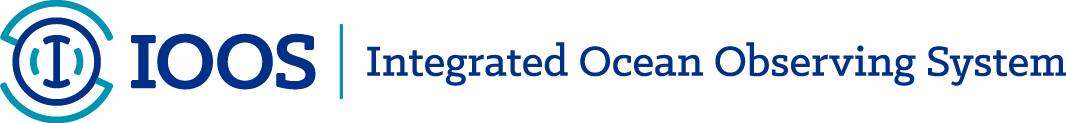 IOOS | Integrated Ocean Observing System